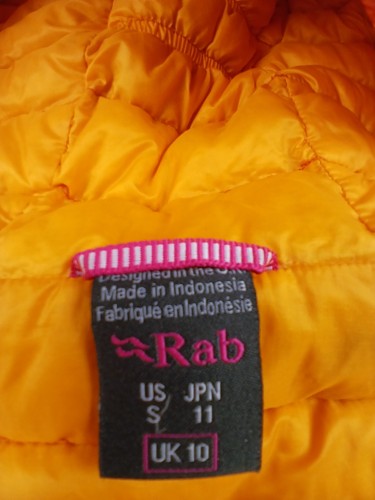 Designed in the U.K.
Made in Indonesia
Fabriqué en Indonésie
Rab
US JPN
S 11
UK 10